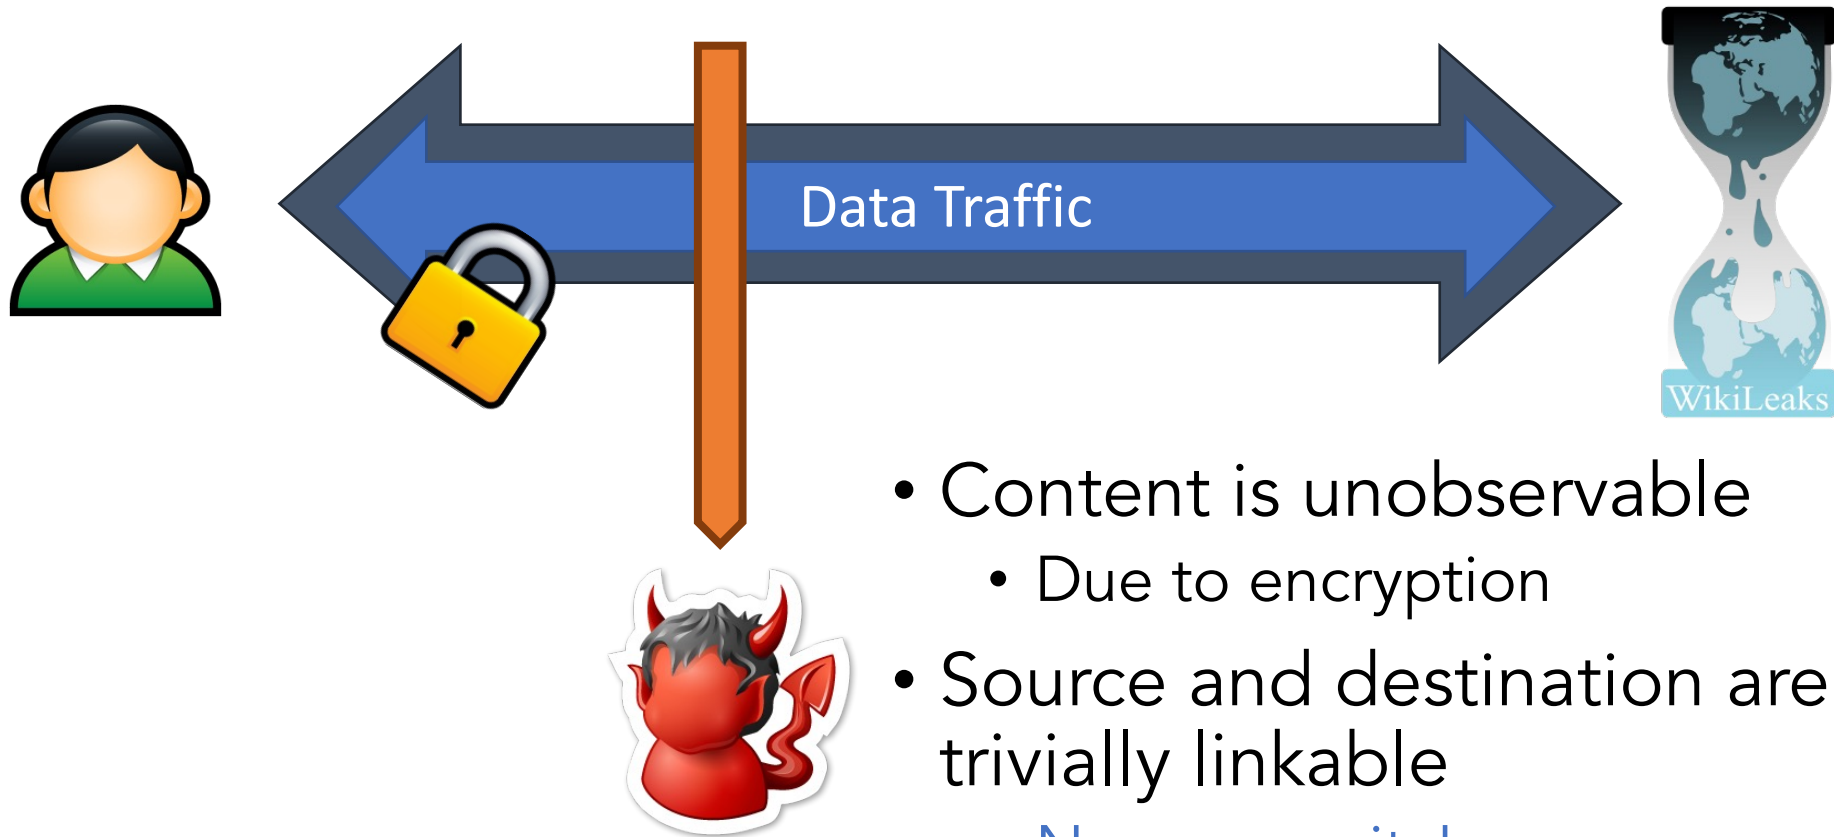 Data Traffic
WikiLeaks
• Content is unobservable
• Due to encryption
• Source and destination are
trivially linkable